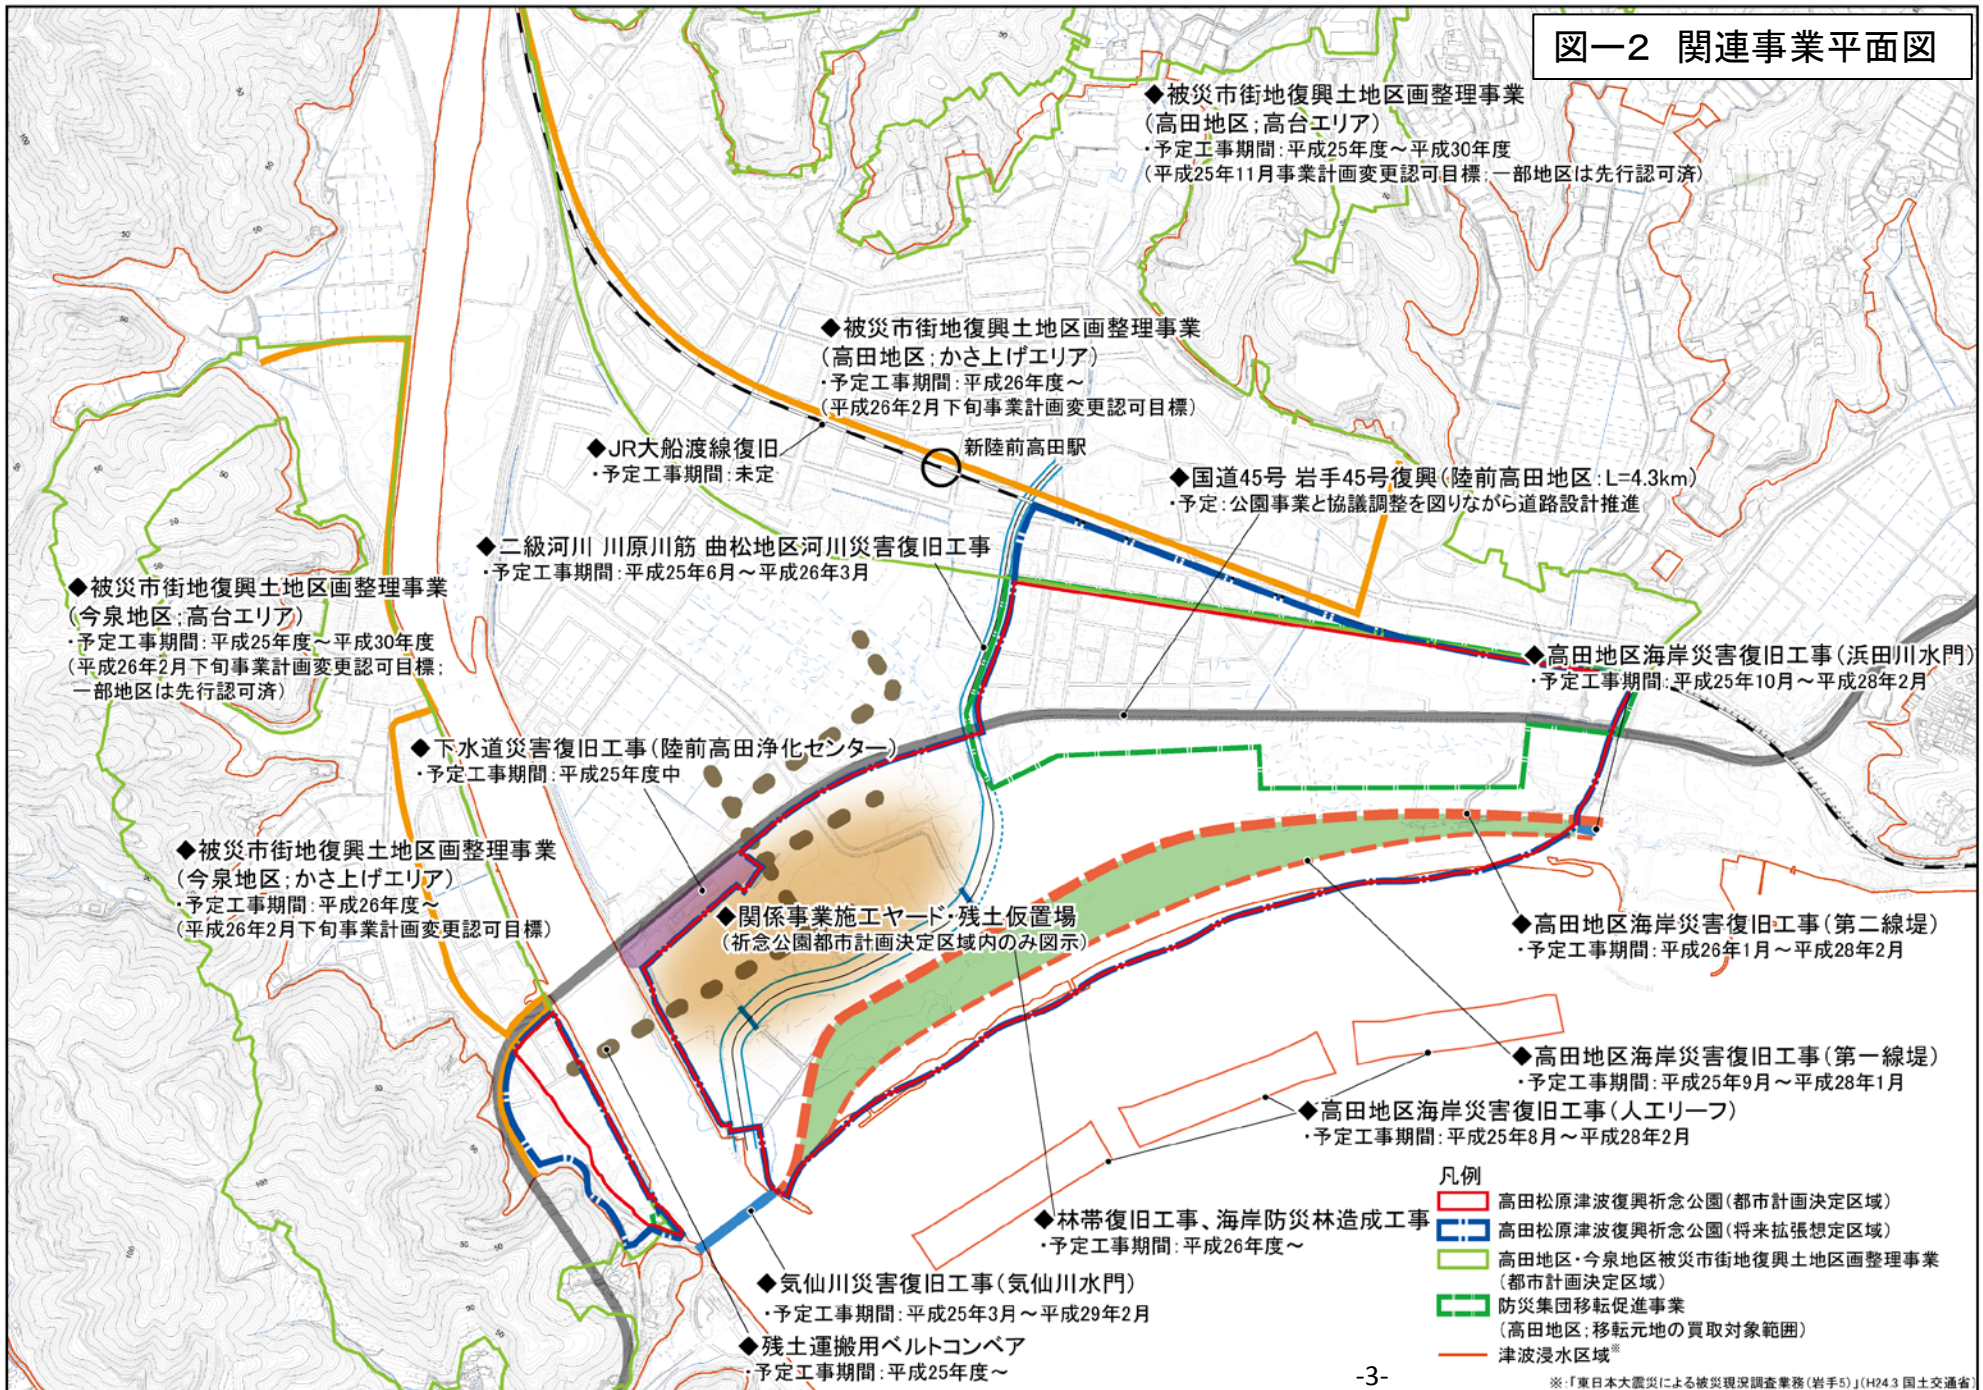 図ー2 関連事業平面図
◆被災市街地復興土地区画整理事業
(高田地区;高台エリア)
・予定工事期間:平成25年度～平成30年度
(平成25年11月事業計画変更認可目標;一部地区は先行認可済)
◆被災市街地復興土地区画整理事業
(高田地区;かさ上げエリア)
・予定工事期間:平成26年度～
(平成26年2月下旬事業計画変更認可目標)
◆JR大船渡線復旧
・予定工事期間:未定
新陸前高田駅
◆国道45号 岩手45号復興(陸前高田地区:L=4.3km)
・予定:公園事業と協議調整を図りながら道路設計推進
◆二級河川 川原川筋 曲松地区河川災害復旧工事
・予定工事期間:平成25年6月～平成26年3月
◆被災市街地復興土地区画整理事業
(今泉地区;高台エリア)
・予定工事期間:平成25年度～平成30年度
(平成26年2月下旬事業計画変更認可目標;
一部地区は先行認可済)
◆高田地区海岸災害復旧工事(浜田川水門)
・予定工事期間:平成25年10月～平成28年2月
◆下水道災害復旧工事(陸前高田浄化センター)
・予定工事期間:平成25年度中
◆被災市街地復興土地区画整理事業
(今泉地区;かさ上げエリア)
・予定工事期間:平成26年度～
(平成26年2月下旬事業計画変更認可目標)
◆関係事業施工ヤード・残土仮置場
(祈念公園都市計画決定区域内のみ図示)
◆高田地区海岸災害復旧工事(第二線堤)
・予定工事期間:平成26年1月～平成28年2月
◆高田地区海岸災害復旧工事(第一線堤)
・予定工事期間:平成25年9月～平成28年1月
◆高田地区海岸災害復旧工事(人工リーフ)
・予定工事期間:平成25年8月～平成28年2月
◆林帯復旧工事、海岸防災林造成工事
・予定工事期間:平成26年度～
◆気仙川災害復旧工事(気仙川水門)
・予定工事期間:平成25年3月～平成29年2月
◆残土運搬用ベルトコンベア
・予定工事期間:平成25年度～
凡例
高田松原津波復興祈念公園(都市計画決定区域)
高田松原津波復興祈念公園(将来拡張想定区域)
高田地区・今泉地区被災市街地復興土地区画整理事業
(都市計画決定区域)
防災集団移転促進事業
(高田地区;移転元地の買取対象範囲)
津波浸水区域※
-3-
※:「東日本大震災による被災現況調査業務(岩手5)」(H24.3 国土交通省)